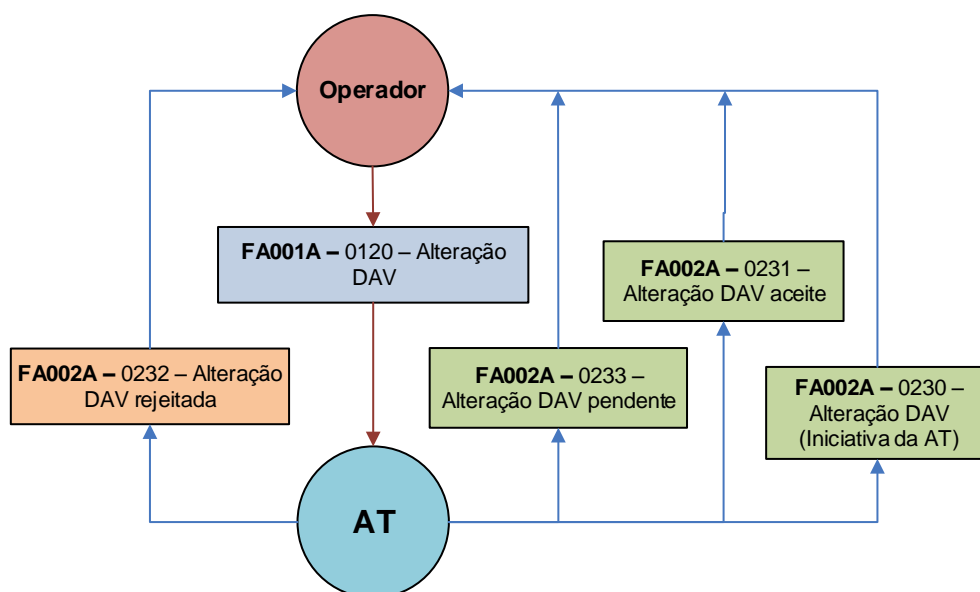 Operador
FA001A – 0120 – Alteração
DAV
FA002A – 0231 –
Alteração DAV aceite
FA002A – 0232 – Alteração
DAV rejeitada
FA002A – 0233 –
Alteração DAV pendente
FA002A – 0230 –
Alteração DAV
(Iniciativa da AT)
AT